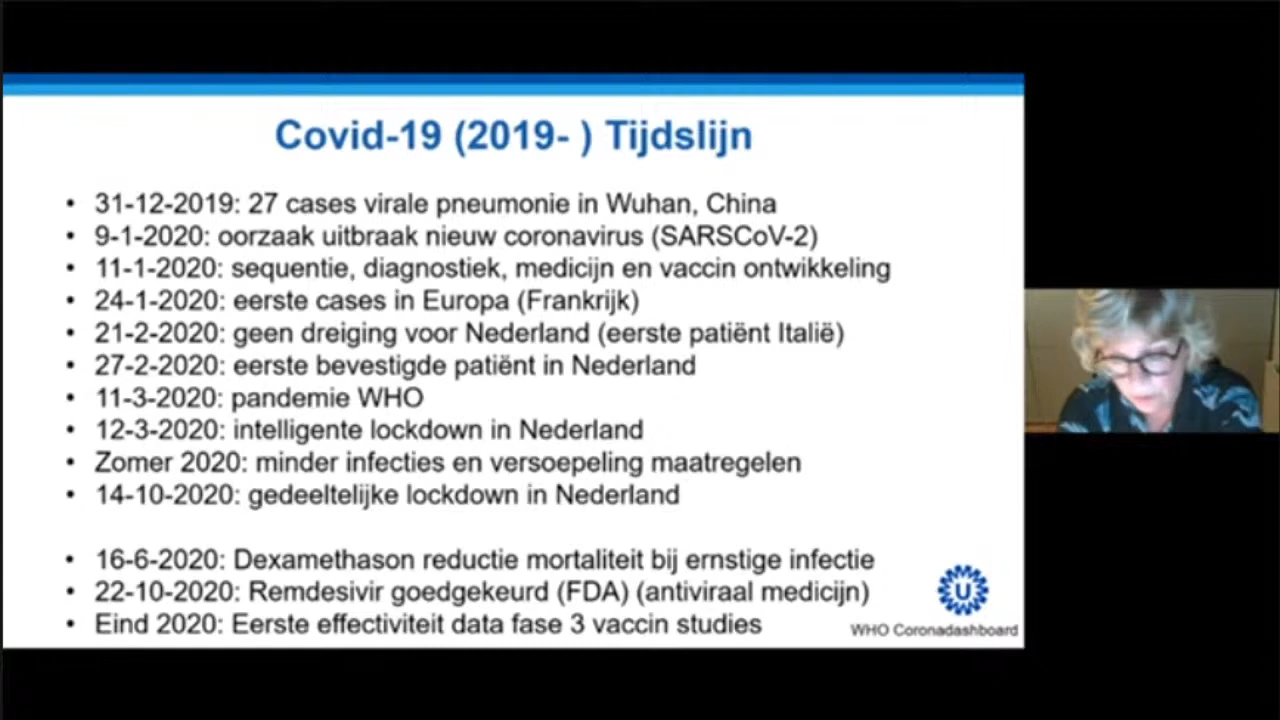 Covid-19 (2019- ) Tijdslijn
• 31-12-2019: 27 cases virale pneumonie in Wuhan, China
• 9-1-2020: oorzaak uitbraak nieuw coronavirus (SARSCoV-2)
• 11-1-2020: sequentie, diagnostiek, medicijn en vaccin ontwikkeling
• 24-1-2020: eerste cases in Europa (Frankrijk)
• 21-2-2020: geen dreiging voor Nederland (eerste patiënt Italië)
• 27-2-2020: eerste bevestigde patiënt in Nederland
• 11-3-2020: pandemie WHO
• 12-3-2020: intelligente lockdown in Nederland
• Zomer 2020: minder infecties en versoepeling maatregelen
• 14-10-2020: gedeeltelijke lockdown in Nederland
• 16-6-2020: Dexamethason reductie mortaliteit bij ernstige infectie
• 22-10-2020: Remdesivir goedgekeurd (FDA) (antiviraal medicijn)
• Eind 2020: Eerste effectiviteit data fase 3 vaccin studies
U
WHO Coronadashboard